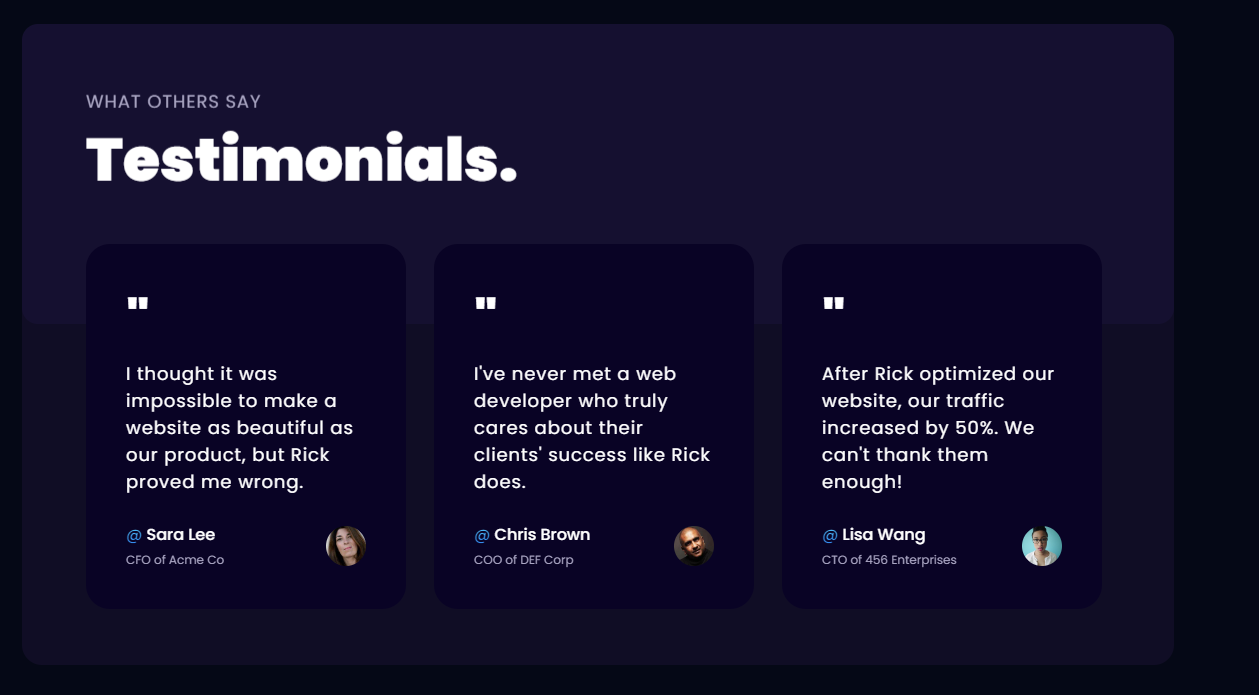 WHAT OTHERS SAY
Testimonials.
"
I thought it was
impossible to make a
website as beautiful as
our product, but Rick
proved me wrong.
@ Sara Lee
CFO of Acme Co
"
I've never met a web
developer who truly
cares about their
clients' success like Rick
does.
@ Chris Brown
COO of DEF Corp
"
After Rick optimized our
website, our traffic
increased by 50%. We
can't thank them
enough!
@ Lisa Wang
CTO of 456 Enterprises